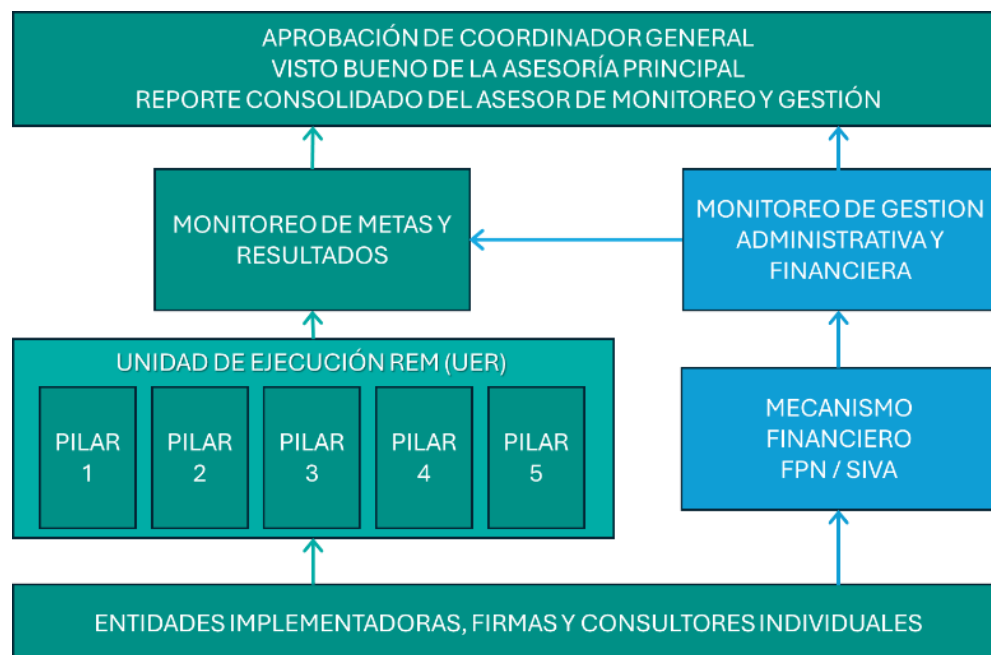 APROBACIÓN DE COORDINADOR GENERAL
VISTO BUENO DE LA ASESORÍA PRINCIPAL
REPORTE CONSOLIDADO DEL ASESOR DE MONITOREO Y GESTIÓN
MONITOREO DE METAS Y
RESULTADOS
MONITOREO DE GESTION
ADMINISTRATIVA Y
FINANCIERA
UNIDAD DE EJECUCIÓN REM (UER)
PILAR
1
PILAR
2
PILAR
3
PILAR
4
PILAR
5
MECANISMO
FINANCIERO
FPN / SIVA
ENTIDADES IMPLEMENTADORAS, FIRMAS Y CONSULTORES INDIVIDUALES